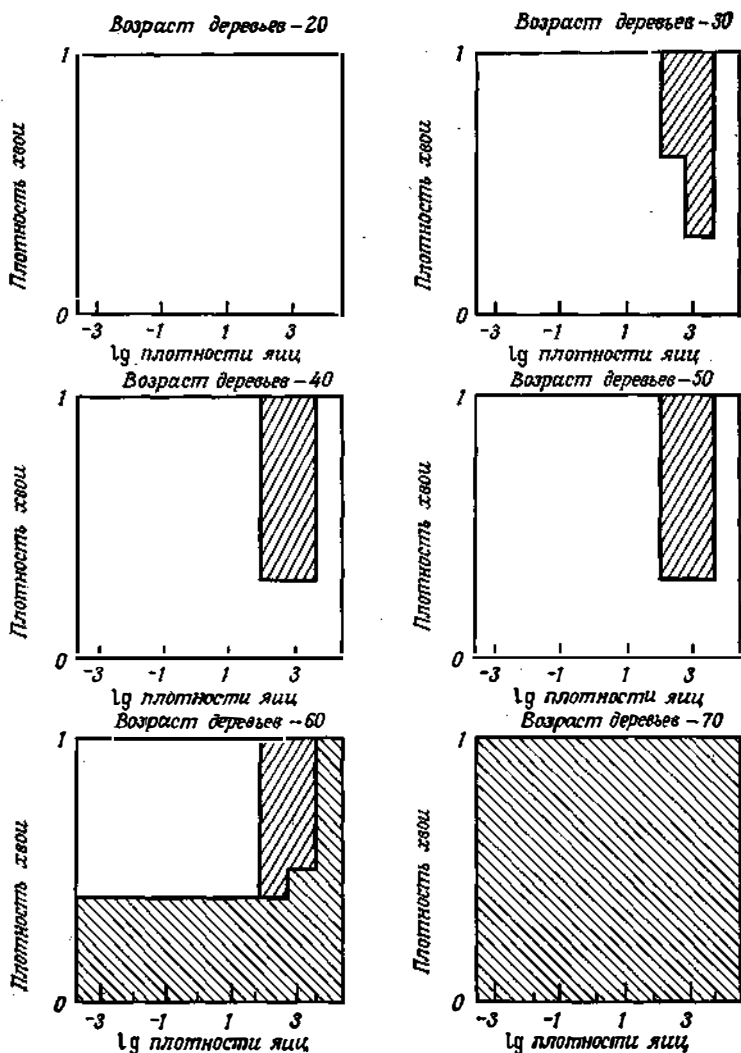 Возраст деревьев – 20
1
Плотность хвои
0
-3 -1 1 3
lg плотности яиц
Возраст деревьев – 30
1
Плотность хвои
0
-3 -1 1 3
lg плотности яиц
Возраст деревьев – 40
1
Плотность хвои
0
-3 -1 1 3
lg плотности яиц
Возраст деревьев – 50
1
Плотность хвои
0
-3 -1 1 3
lg плотности яиц
Возраст деревьев – 60
1
Плотность хвои
0
-3 -1 1 3
lg плотности яиц
Возраст деревьев – 70
1
Плотность хвои
0
-3 -1 1 3
lg плотности яиц